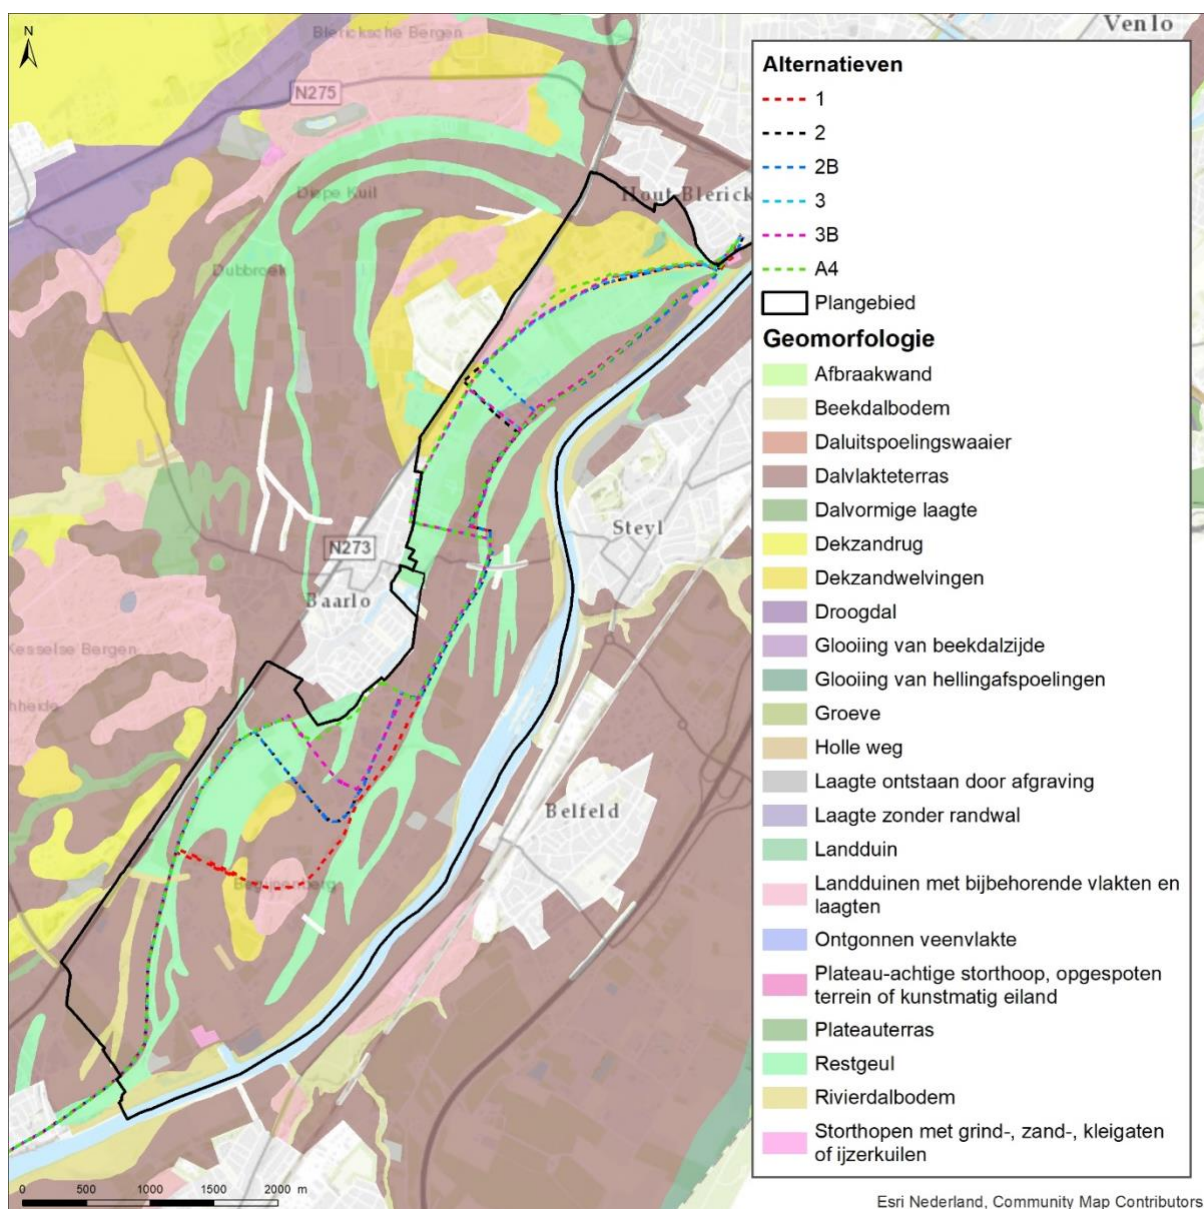 N
Blericksche Bergen
Venlo
N275
Diepe Kuil
Hout-Blerick
Dubbroek
Steyl
N273
Baarlo
Kesselse Bergen
Belfeld
0 500 1000 1500 2000 m
Alternatieven
1
2
2B
3
3B
A4
Plangebied
Geomorfologie
Afbraakwand
Beekdalbodem
Daluitspoelingswaaier
Dalvlakteterras
Dalvormige laagte
Dekzandrug
Dekzandwelvingen
Droogdal
Glooiing van beekdalzijde
Glooiing van hellingafspoelingen
Groeve
Holle weg
Laagte ontstaan door afgraving
Laagte zonder randwal
Landduin
Landduinen met bijbehorende vlakten en
laagten
Ontgonnen veenvlakte
Plateau-achtige storthoop, opgespoten
terrein of kunstmatig eiland
Plateauterras
Restgeul
Rivierdalbodem
Storthopen met grind-, zand-, kleigaten
of ijzerkuilen
Esri Nederland, Community Map Contributors